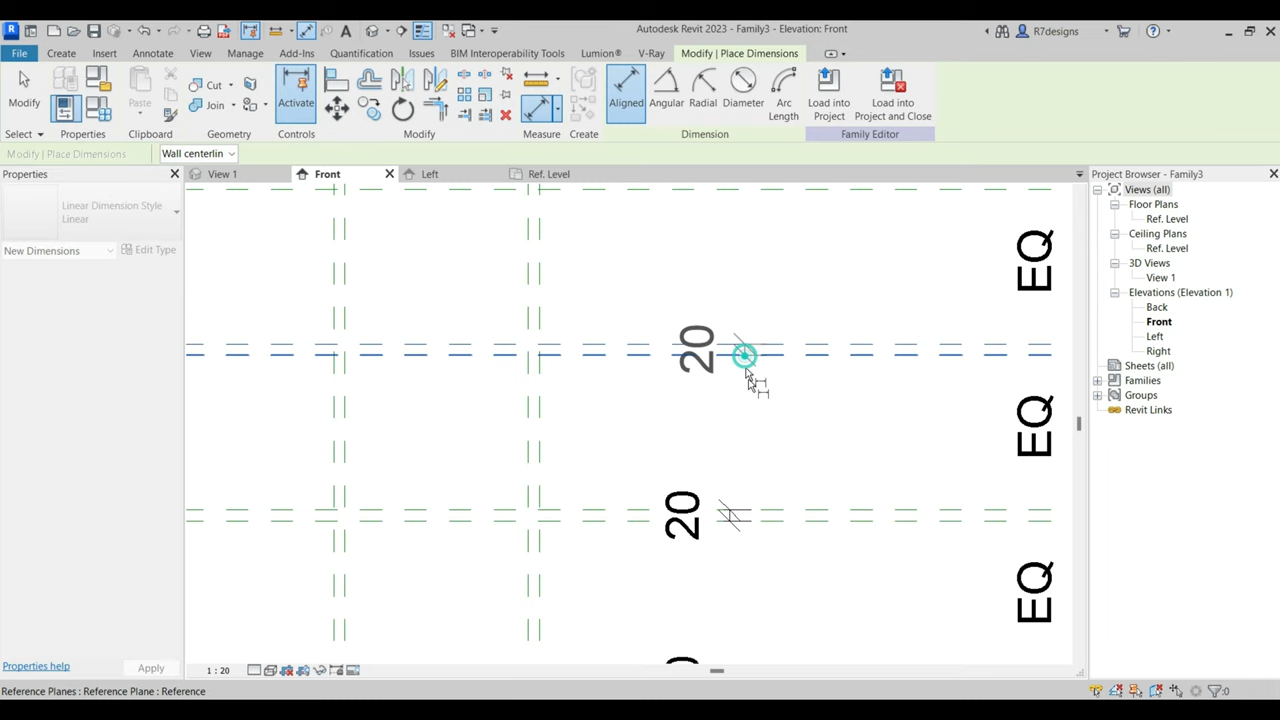 Autodesk Revit 2023 - Family3 - Elevation: Front
R7designs
File Create Insert Annotate View Manage Add-Ins Quantification Issues BIM Interoperability Tools Lumion® V-Ray Modify | Place Dimensions
Modify Paste Cut Join Activate Aligned Angular Radial Diameter Arc Length Load into Project Load into Project and Close
Select Properties Clipboard Geometry Controls Modify Measure Create Dimension Family Editor
Modify | Place Dimensions Wall centerlin
Properties View 1 Front Left Ref. Level Project Browser - Family3
Linear Dimension Style
Linear
New Dimensions Edit Type
Views (all)
Floor Plans
Ref. Level
Ceiling Plans
Ref. Level
3D Views
View 1
Elevations (Elevation 1)
Back
Front
Left
Right
Sheets (all)
Families
Groups
Revit Links
EQ
20
EQ
20
EQ
Properties help Apply 1 : 20
Reference Planes : Reference Plane : Reference
:0